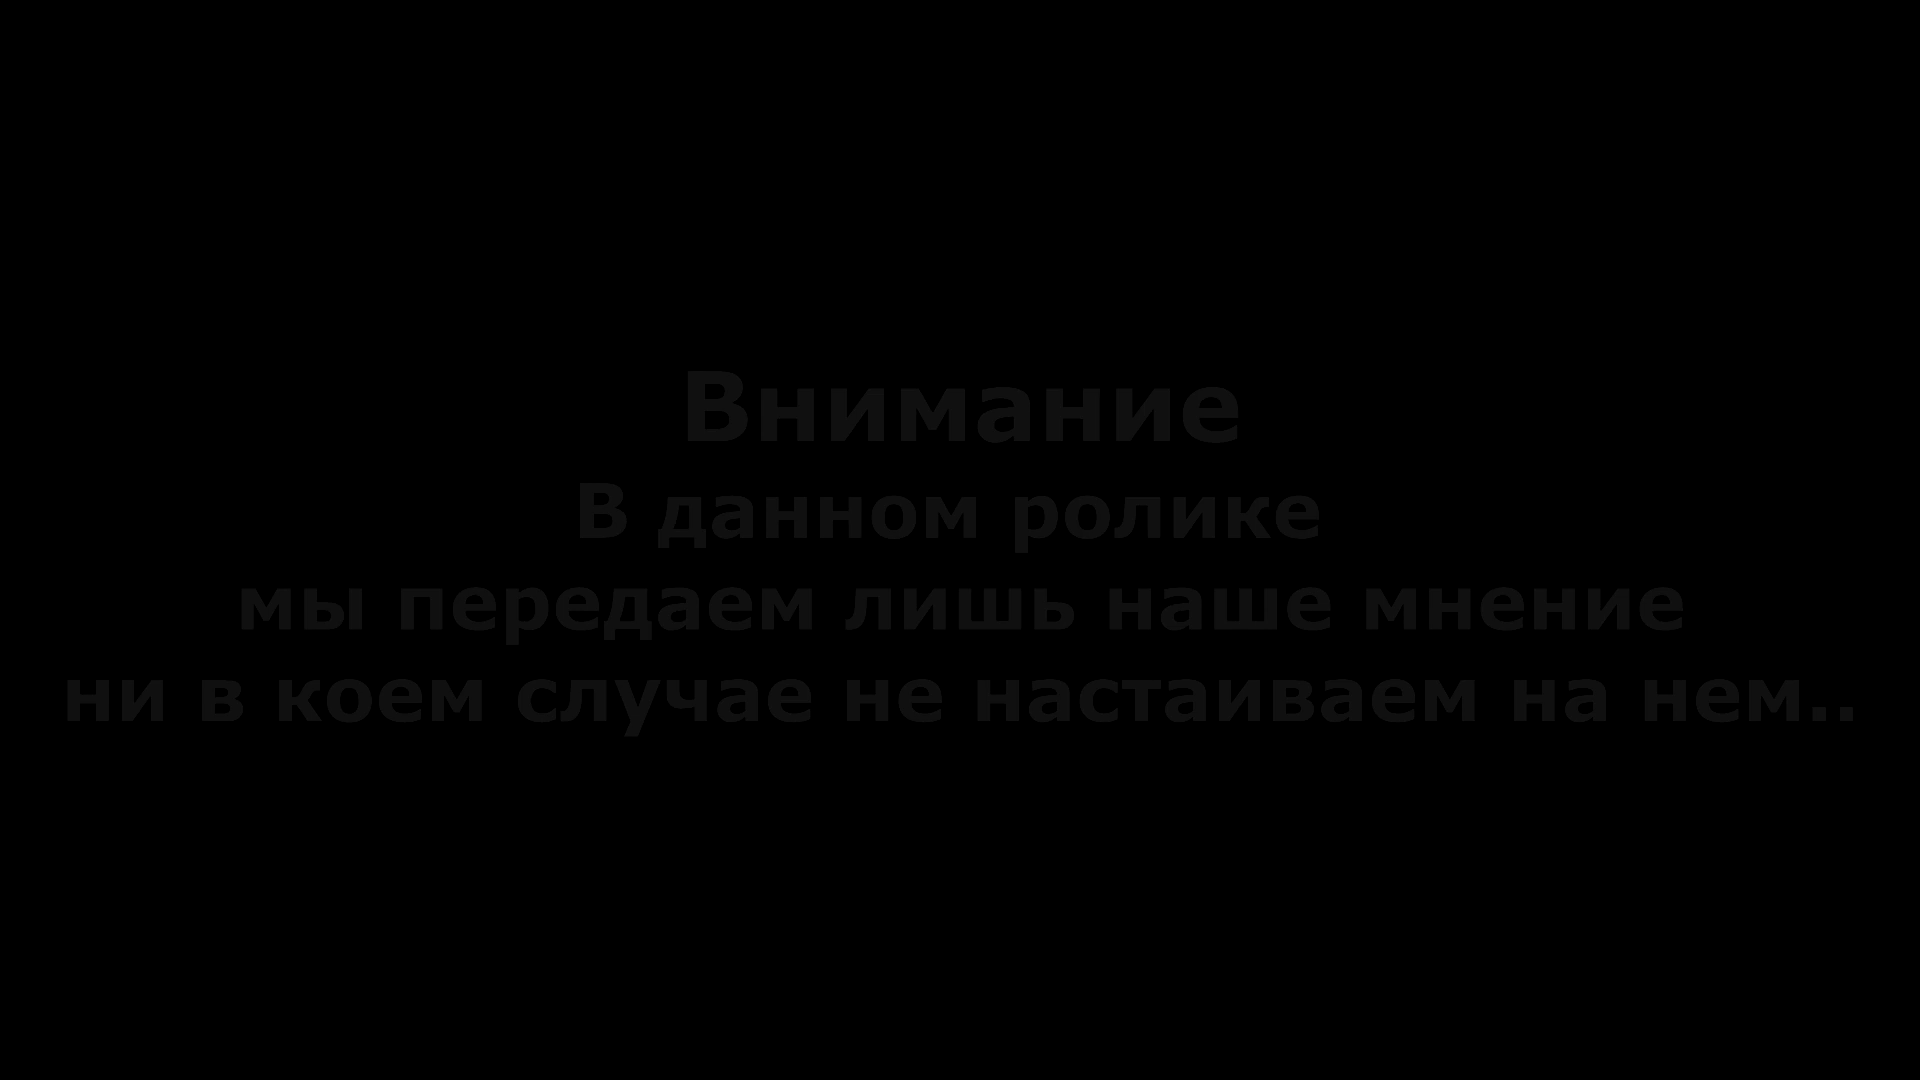 Внимание
В данном ролике
мы передаем лишь наше мнение
ни в коем случае не настаиваем на нем..